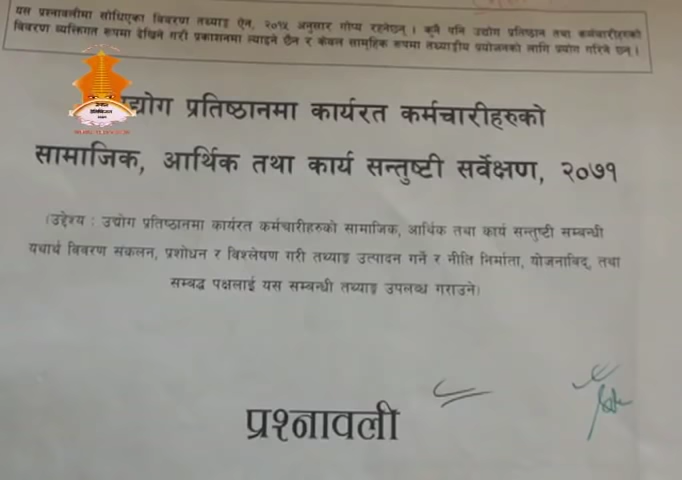 यस प्रश्नावलीमा सोधिएका विवरण तथ्याङ्क ऐन, २०१५ अनुसार गोप्य रहनेछन् । कुनै पनि उद्योग प्रतिष्ठान तथा कर्मचारीहरुको
विवरण व्यक्तिगत रुपमा देखिने गरी प्रकाशनमा ल्याइने छैन र केवल सामूहिक रुपमा तथ्याङ्कीय प्रयोजनको लागि प्रयोग गरिने छन् ।
द्योग प्रतिष्ठानमा कार्यरत कर्मचारीहरुको
सामाजिक, आर्थिक तथा कार्य सन्तुष्टी सर्वेक्षण, २०७१
(उद्देश्य : उद्योग प्रतिष्ठानमा कार्यरत कर्मचारीहरुको सामाजिक, आर्थिक तथा कार्य सन्तुष्टी सम्बन्धी
यथार्थ विवरण संकलन, प्रशोधन र विश्लेषण गरी तथ्याङ्क उत्पादन गर्ने र नीति निर्माता, योजनाविद्, तथा
सम्बद्ध पक्षलाई यस सम्बन्धी तथ्याङ्क उपलब्ध गराउने)
प्रश्नावली